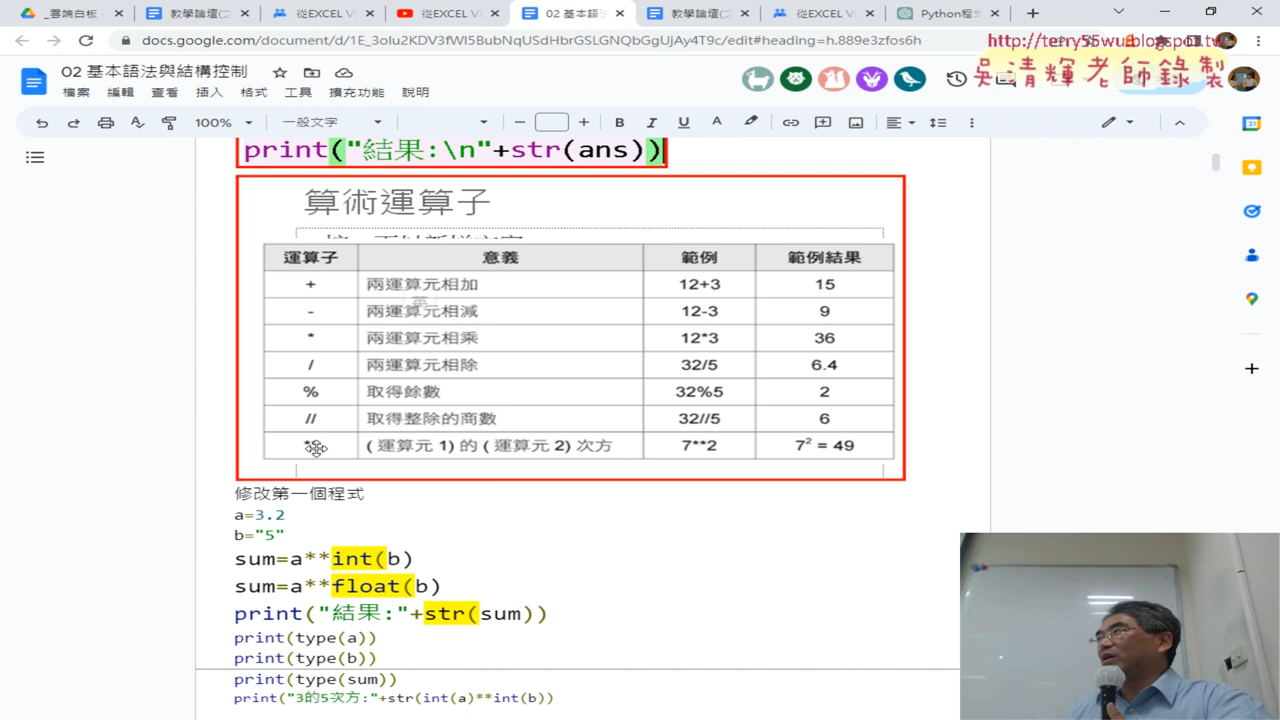 _雲端白板 -
教學論壇(之
從EXCEL V
從EXCEL V
02 基本語法
教學論壇(之
從EXCEL V
Python程式
docs.google.com/document/d/1E_3olu2KDV3fWI5BubNqUSdHbrGSLGNQbGgUjAy4T9c/edit#heading=h.889e3zfos6h
http://terry55wu.blogspot.tw
吳清輝老師錄製
02 基本語法與結構控制
檔案 編輯 查看 插入 格式 工具 擴充功能 說明
100% 一般文字 B I U A
print("結果:\n"+str(ans))
算術運算子
運算子 意義 範例 範例結果
+ 兩運算元相加 12+3 15
英
- 兩運算元相減 12-3 9
* 兩運算元相乘 12*3 36
/ 兩運算元相除 32/5 6.4
% 取得餘數 32%5 2
// 取得整除的商數 32//5 6
(運算元 1) 的 (運算元 2) 次方 7**2 7² = 49
修改第一個程式
a=3.2
b="5"
sum=a**int(b)
sum=a**float(b)
print("結果:"+str(sum))
print(type(a))
print(type(b))
print(type(sum))
print("3的5次方:"+str(int(a)**int(b))